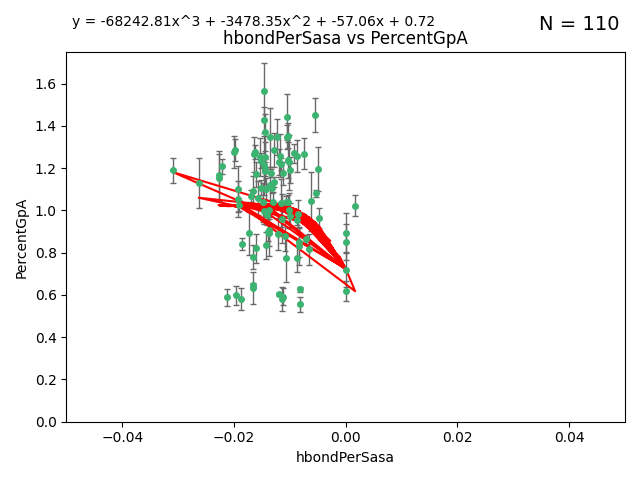 y = -68242.81x^3 + -3478.35x^2 + -57.06x + 0.72
N = 110
hbondPerSasa vs PercentGpA
1.6
1.4
1.2
1.0
0.8
0.6
0.4
0.2
0.0
PercentGpA
−0.04
−0.02
0.00
0.02
0.04
hbondPerSasa